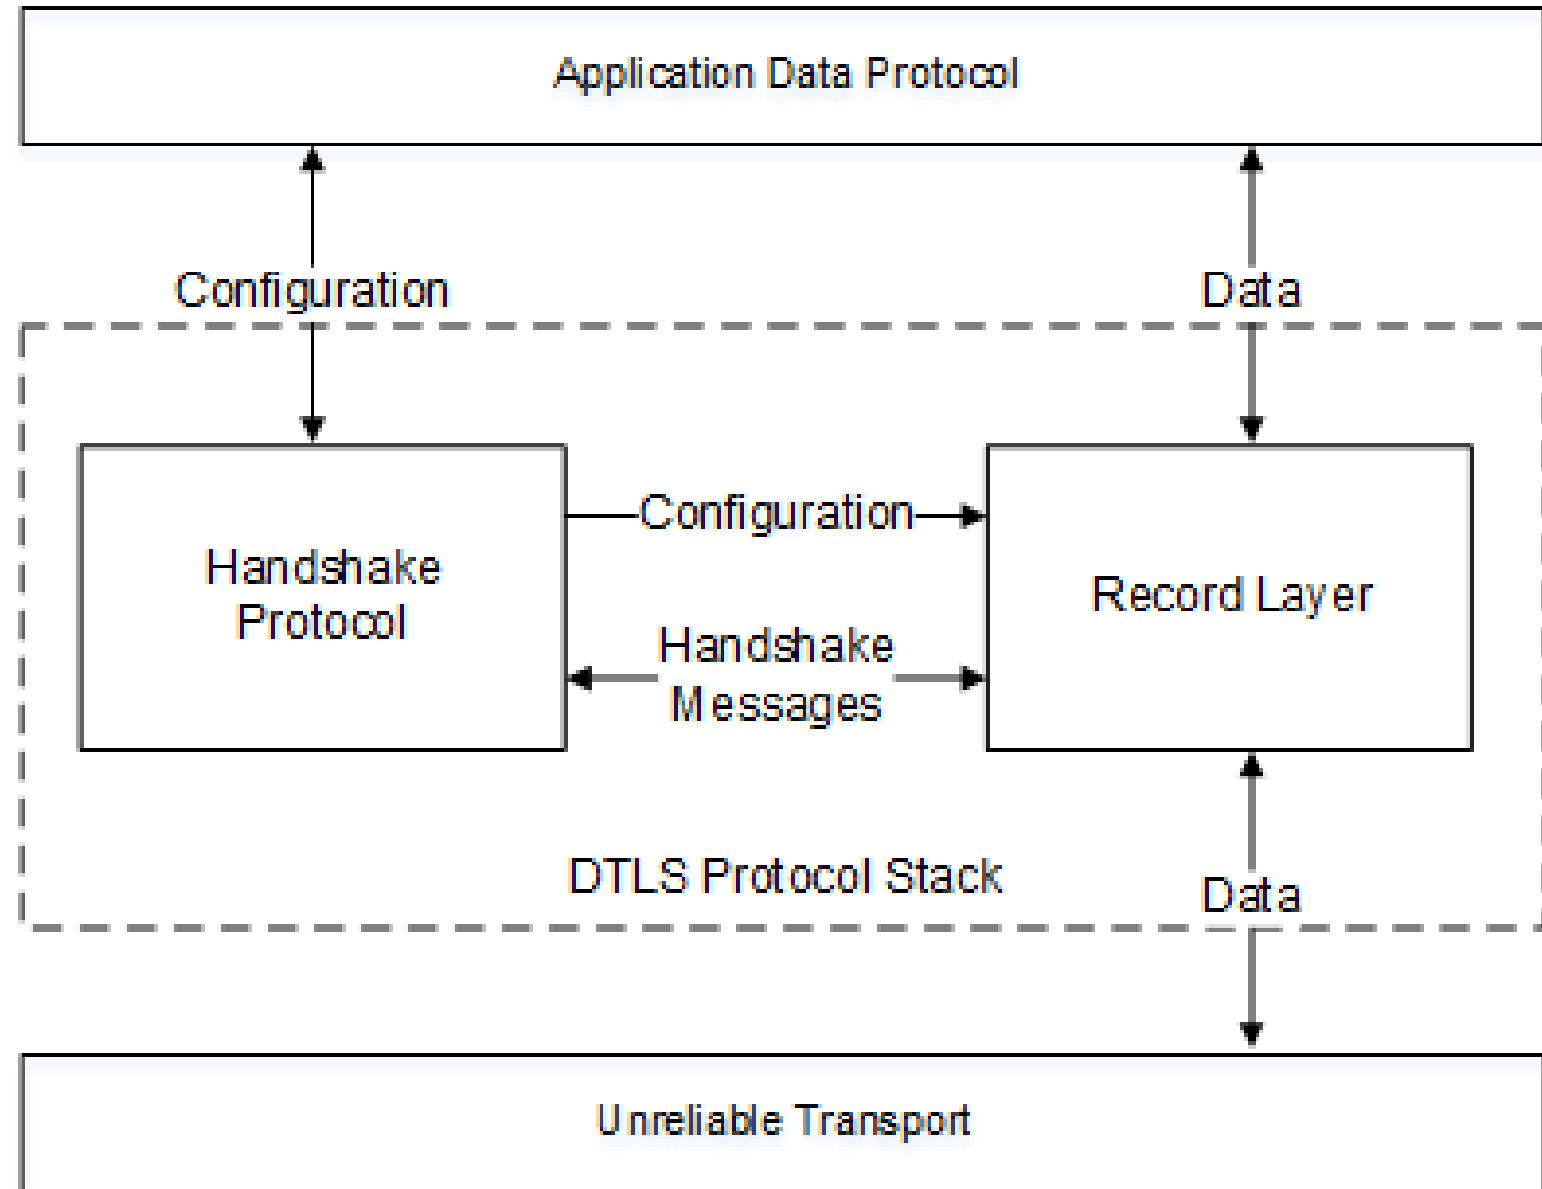 Application Data Protocol
Configuration
Data
Configuration
Handshake
Protocol
Record Layer
Handshake
Messages
DTLS Protocol Stack
Data
Unreliable Transport